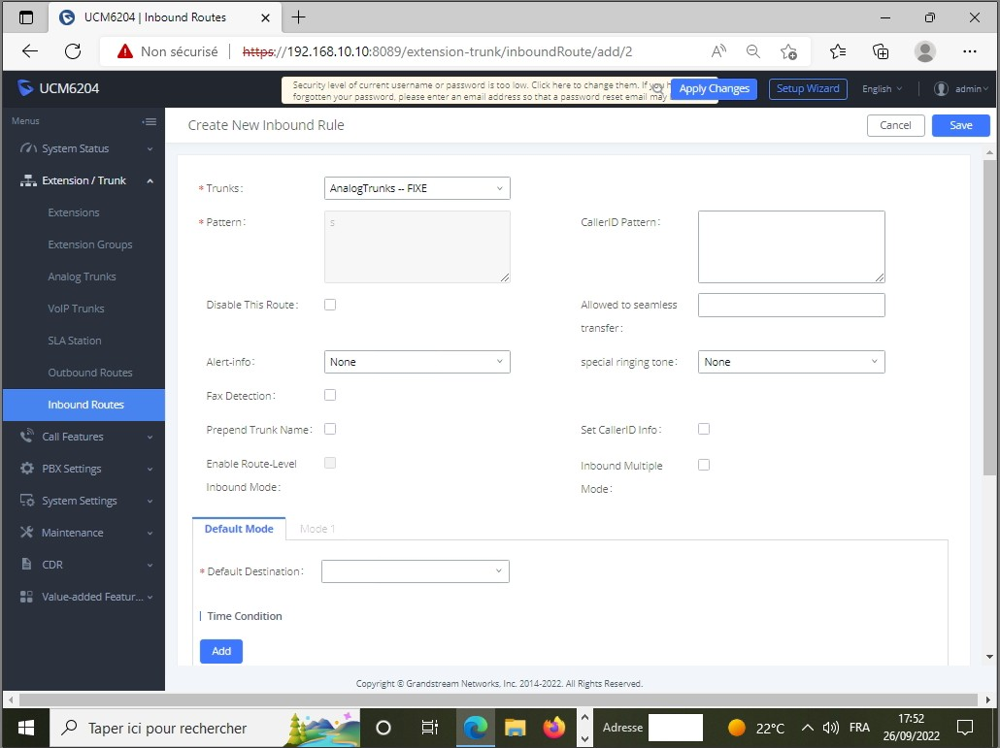 UCM6204 | Inbound Routes
Non sécurisé
https://192.168.10.10:8089/extension-trunk/inboundRoute/add/2
UCM6204
Security level of current username or password is too low. Click here to change them. If you h
forgotten your password, please enter an email address so that a password reset email may
Apply Changes
Setup Wizard
English
admin
Menus
System Status
Extension / Trunk
Extensions
Extension Groups
Analog Trunks
VoIP Trunks
SLA Station
Outbound Routes
Inbound Routes
Call Features
PBX Settings
System Settings
Maintenance
CDR
Value-added Featur...
Create New Inbound Rule
Cancel
Save
* Trunks:
AnalogTrunks -- FIXE
* Pattern:
s
CallerID Pattern:
Disable This Route:
Allowed to seamless
transfer:
Alert-info:
None
special ringing tone:
None
Fax Detection:
Prepend Trunk Name:
Set CallerID Info:
Enable Route-Level
Inbound Mode:
Inbound Multiple
Mode:
Default Mode
Mode 1
* Default Destination:
Time Condition
Add
Copyright © Grandstream Networks, Inc. 2014-2022. All Rights Reserved.
Taper ici pour rechercher
Adresse
22°C
FRA
17:52
26/09/2022